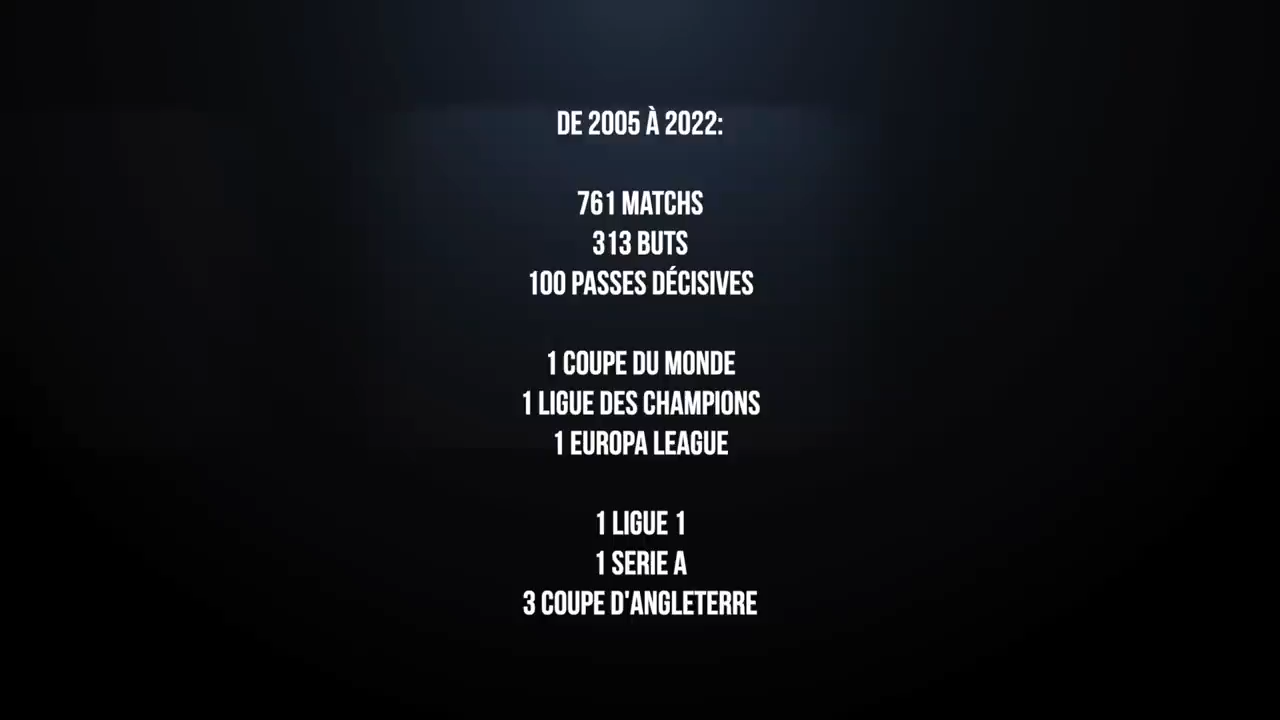 DE 2005 À 2022:
761 MATCHS
313 BUTS
100 PASSES DÉCISIVES
1 COUPE DU MONDE
1 LIGUE DES CHAMPIONS
1 EUROPA LEAGUE
1 LIGUE 1
1 SERIE A
3 COUPE D'ANGLETERRE